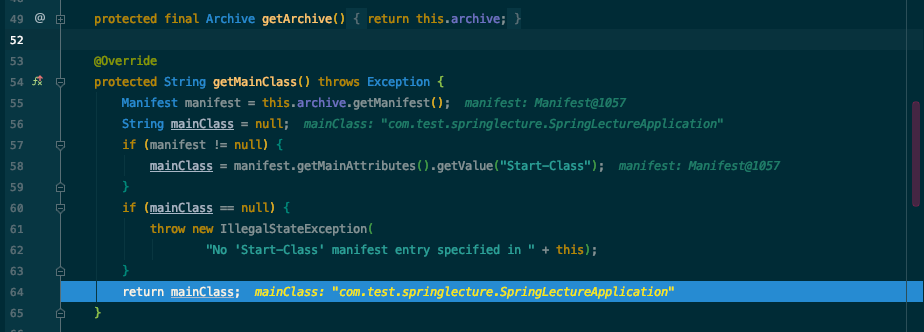 49 @ protected final Archive getArchive() { return this.archive; }
52
53 @Override
54 protected String getMainClass() throws Exception {
55 Manifest manifest = this.archive.getManifest(); manifest: Manifest@1057
56 String mainClass = null; mainClass: "com.test.springlecture.SpringLectureApplication"
57 if (manifest != null) {
58 mainClass = manifest.getMainAttributes().getValue("Start-Class"); manifest: Manifest@1057
59 }
60 if (mainClass == null) {
61 throw new IllegalStateException(
62 "No 'Start-Class' manifest entry specified in " + this);
63 }
64 return mainClass; mainClass: "com.test.springlecture.SpringLectureApplication"
65 }